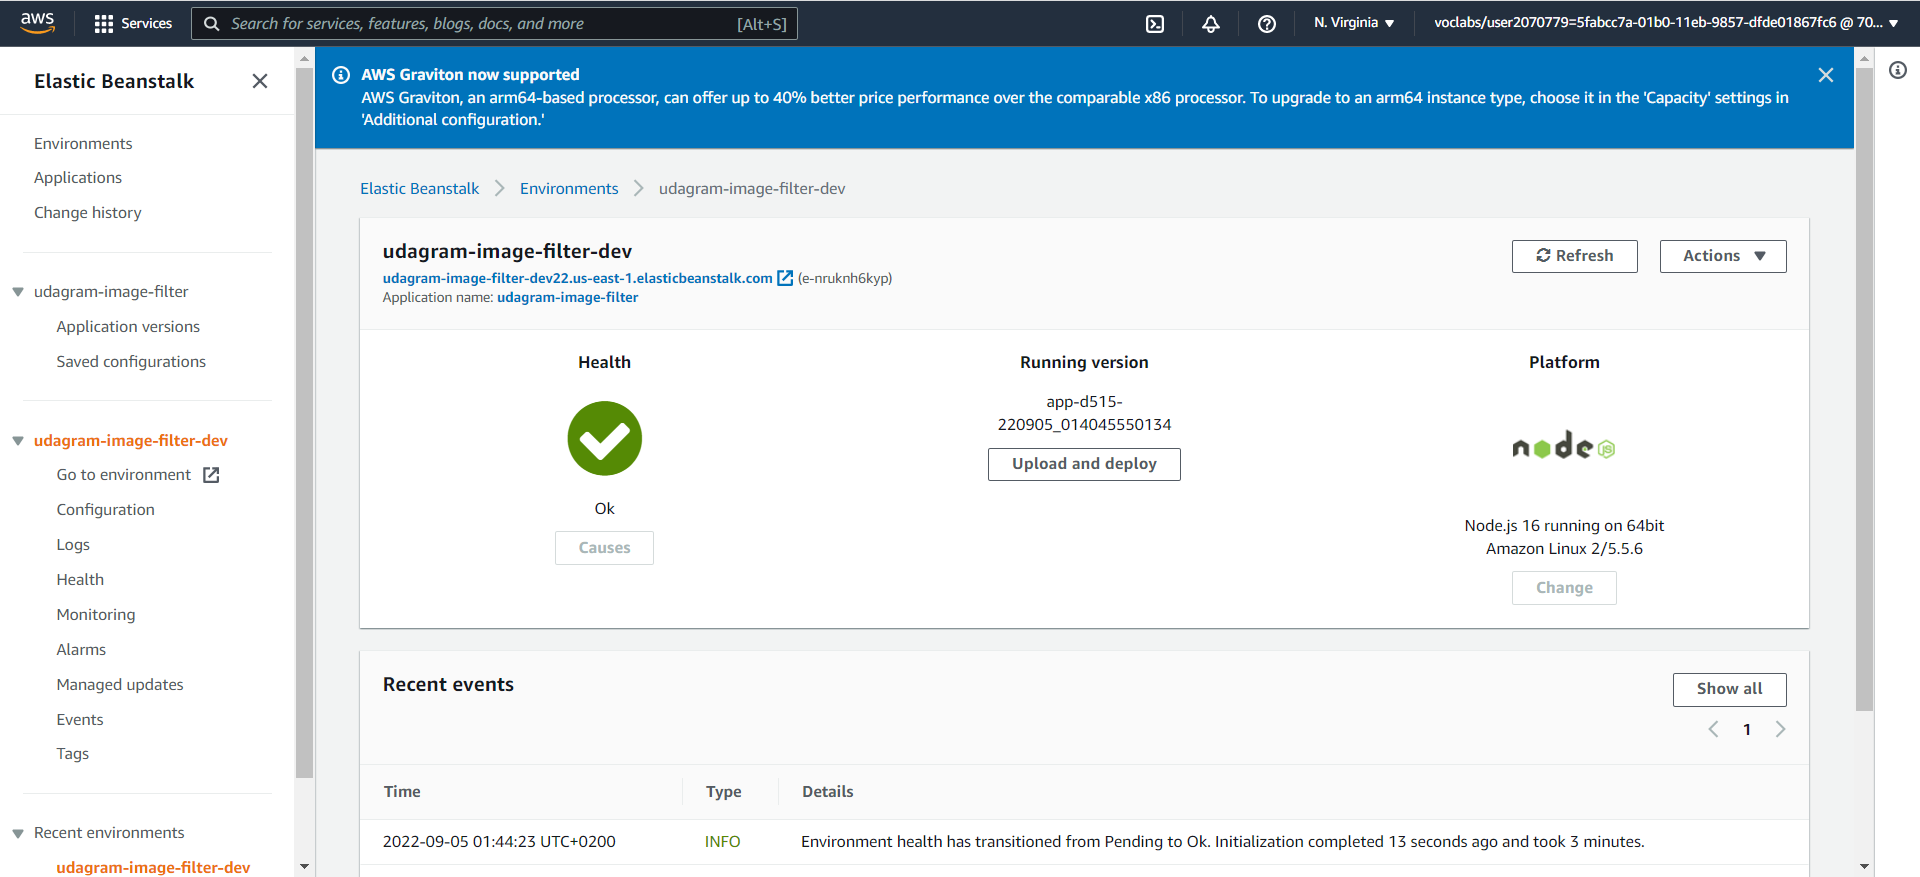 aws
Services
Search for services, features, blogs, docs, and more
[Alt+S]
N. Virginia
voclabs/user2070779=5fabcc7a-01b0-11eb-9857-dfde01867fc6 @ 70...
Elastic Beanstalk
Environments
Applications
Change history
udagram-image-filter
Application versions
Saved configurations
udagram-image-filter-dev
Go to environment
Configuration
Logs
Health
Monitoring
Alarms
Managed updates
Events
Tags
Recent environments
udagram-image-filter-dev
AWS Graviton now supported
AWS Graviton, an arm64-based processor, can offer up to 40% better price performance over the comparable x86 processor. To upgrade to an arm64 instance type, choose it in the 'Capacity' settings in
'Additional configuration.'
Elastic Beanstalk
Environments
udagram-image-filter-dev
udagram-image-filter-dev
udagram-image-filter-dev22.us-east-1.elasticbeanstalk.com (e-nruknh6kyp)
Application name: udagram-image-filter
Refresh
Actions
Health
Ok
Causes
Running version
app-d515-
220905_014045550134
Upload and deploy
Platform
node JS
Node.js 16 running on 64bit
Amazon Linux 2/5.5.6
Change
Recent events
Show all
1
Time
Type
Details
2022-09-05 01:44:23 UTC+0200
INFO
Environment health has transitioned from Pending to Ok. Initialization completed 13 seconds ago and took 3 minutes.